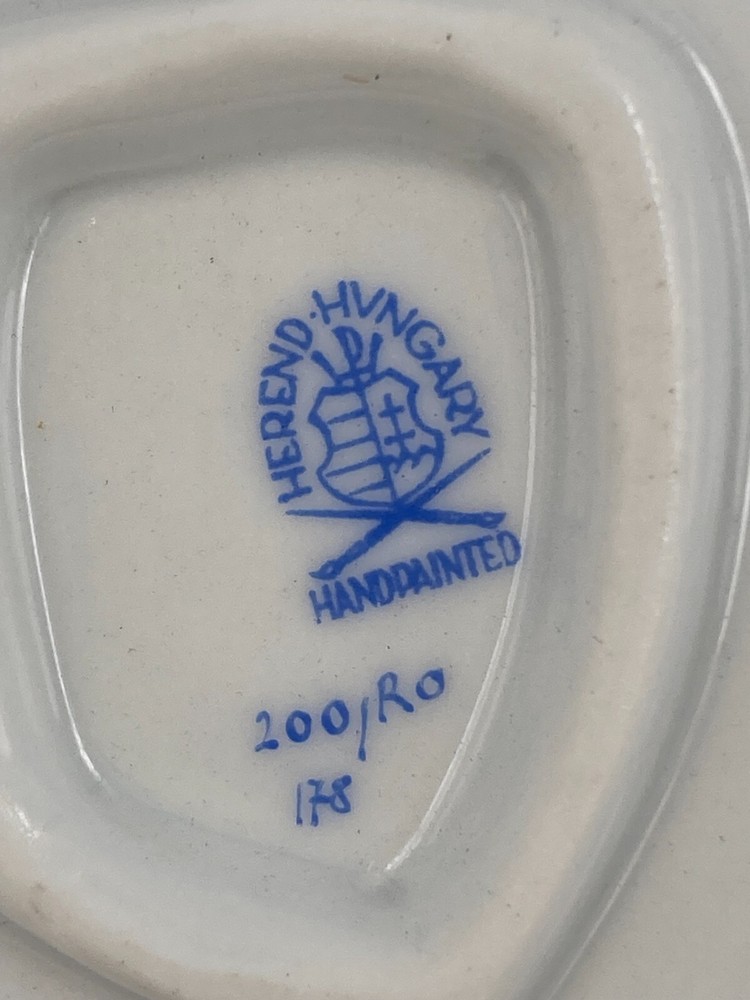 HEREND·HVNGARY
HANDPAINTED
200/RO
178